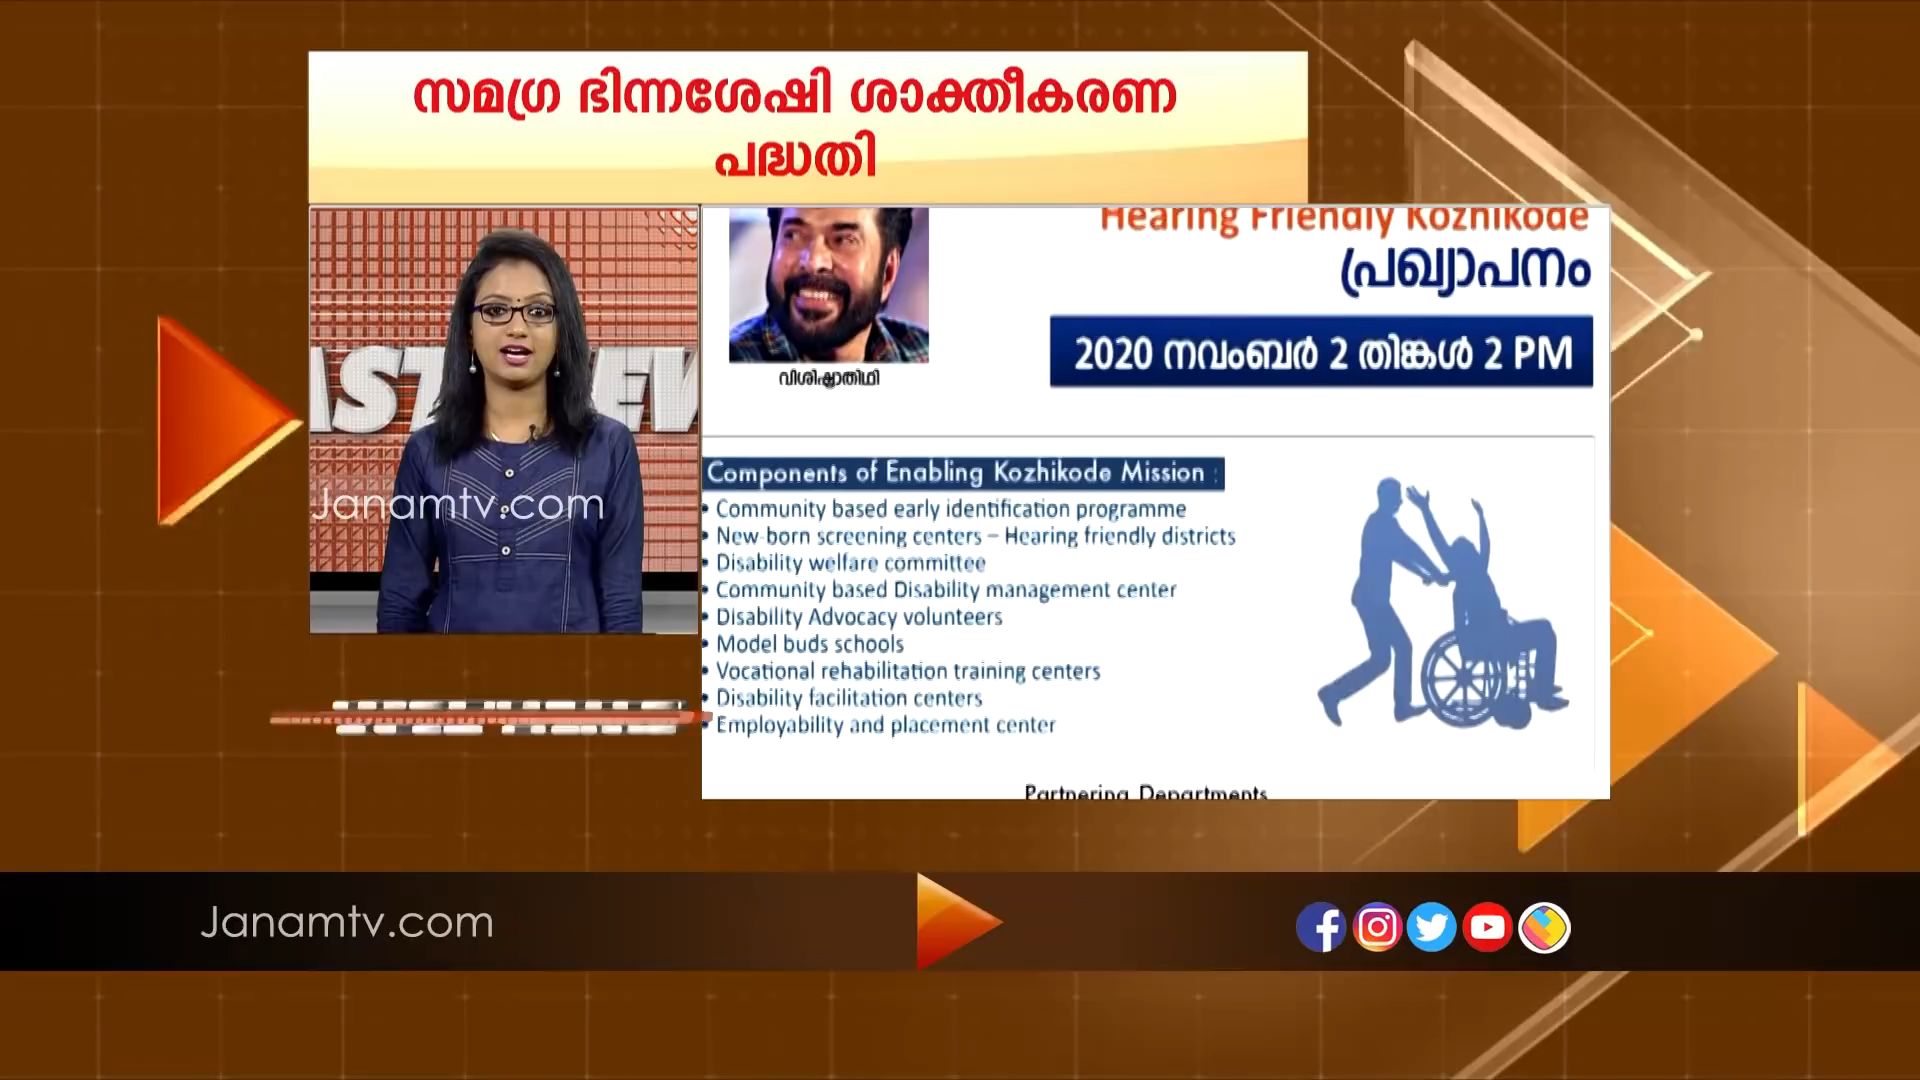 സമഗ്ര ഭിന്നശേഷി ശാക്തീകരണ
പദ്ധതി
Hearing Friendly Kozhikode
പ്രഖ്യാപനം
2020 നവംബർ 2 തിങ്കൾ 2 PM
വിശിഷ്ടാതിഥി
Components of Enabling Kozhikode Mission :
• Community based early identification programme
• New-born screening centers – Hearing friendly districts
• Disability welfare committee
• Community based Disability management center
• Disability Advocacy volunteers
• Model buds schools
• Vocational rehabilitation training centers
• Disability facilitation centers
• Employability and placement center
Partnering Departments
Janamtv.com
Janamtv.com